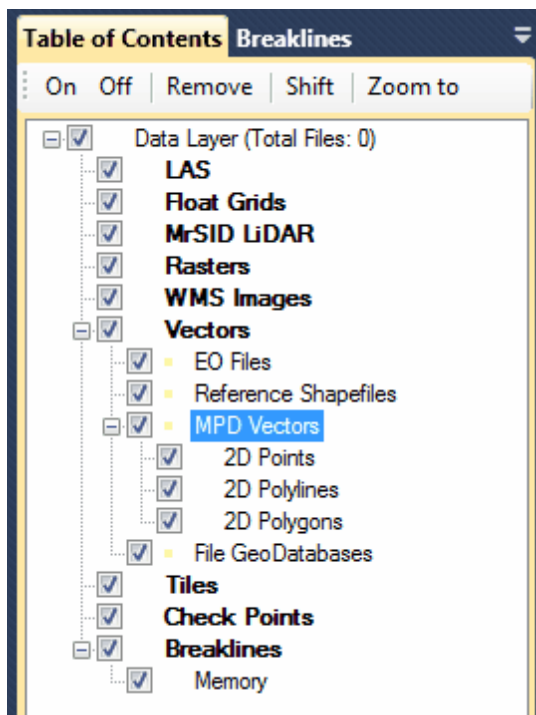 Table of Contents Breaklines
On Off Remove Shift Zoom to
Data Layer (Total Files: 0)
LAS
Float Grids
MrSID LiDAR
Rasters
WMS Images
Vectors
EO Files
Reference Shapefiles
MPD Vectors
2D Points
2D Polylines
2D Polygons
File GeoDatabases
Tiles
Check Points
Breaklines
Memory